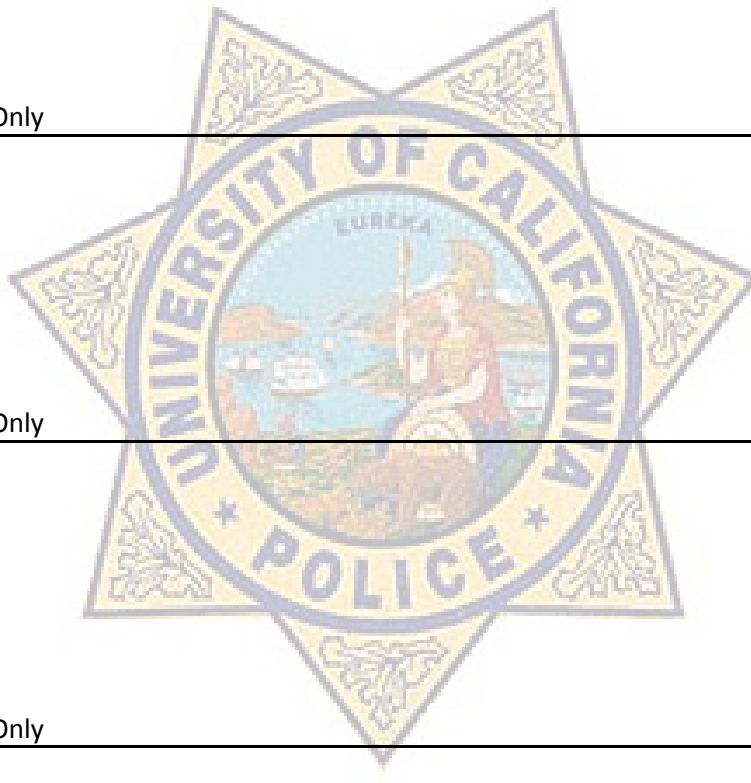 Only
UNIVERSITY OF CALIFORNIA
EUREKA
Only
POLICE
Only